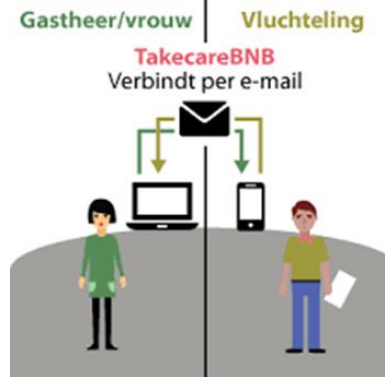 Gastheer/vrouw
Vluchteling
TakecareBNB
Verbindt per e-mail